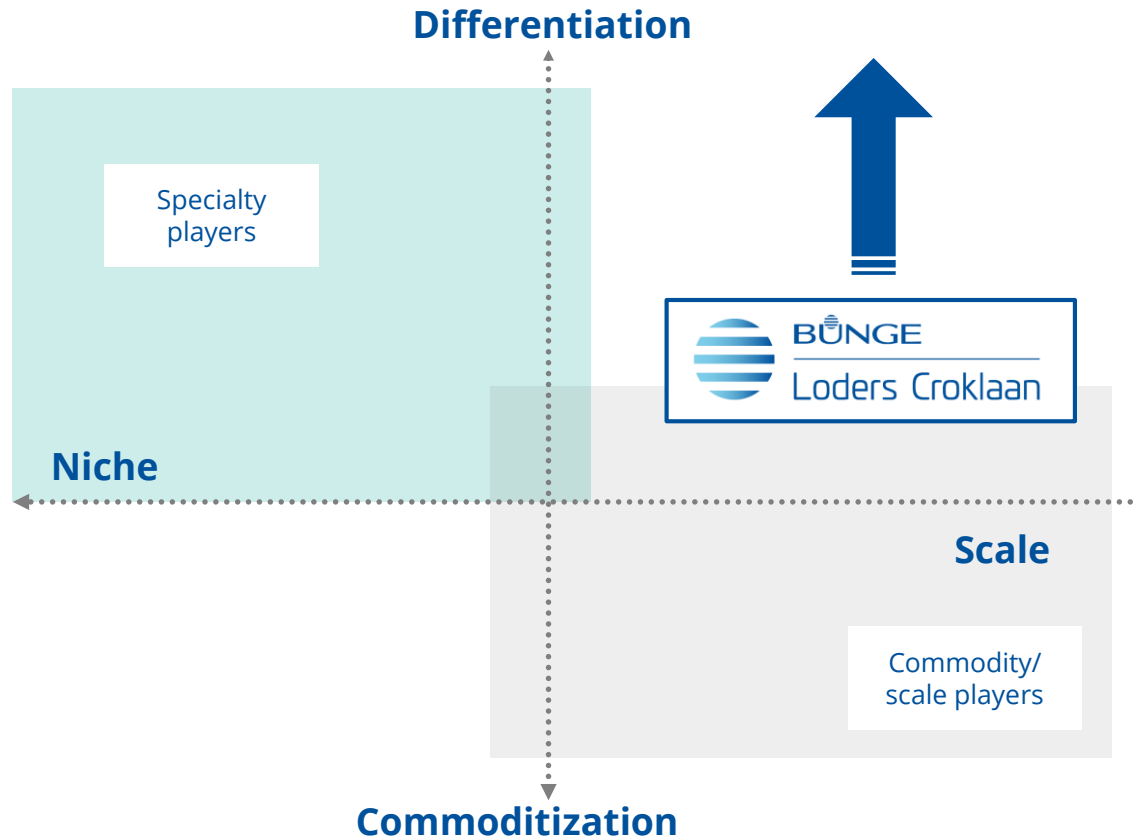 Differentiation
Specialty
players
BUNGE
Loders Croklaan
Niche
Scale
Commodity/
scale players
Commoditization